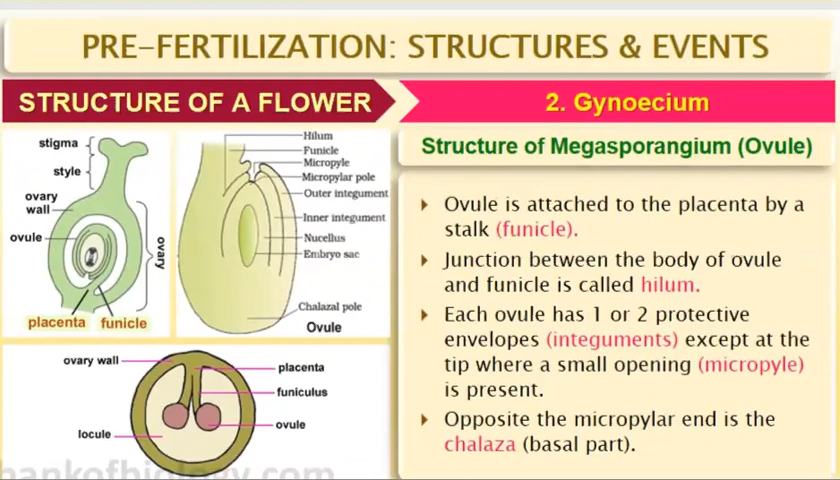 PRE-FERTILIZATION: STRUCTURES & EVENTS
STRUCTURE OF A FLOWER
2. Gynoecium
stigma
style
ovary
wall
ovule
ovary
placenta
funicle
Hilum
Funicle
Micropyle
Micropylar pole
Outer integument
Inner integument
Nucellus
Embryo sac
Chalazal pole
Ovule
ovary wall
placenta
funiculus
ovule
locule
hankofbiology.com
Structure of Megasporangium (Ovule)
Ovule is attached to the placenta by a
stalk (funicle).
Junction between the body of ovule
and funicle is called hilum.
Each ovule has 1 or 2 protective
envelopes (integuments) except at the
tip where a small opening (micropyle)
is present.
Opposite the micropylar end is the
chalaza (basal part).